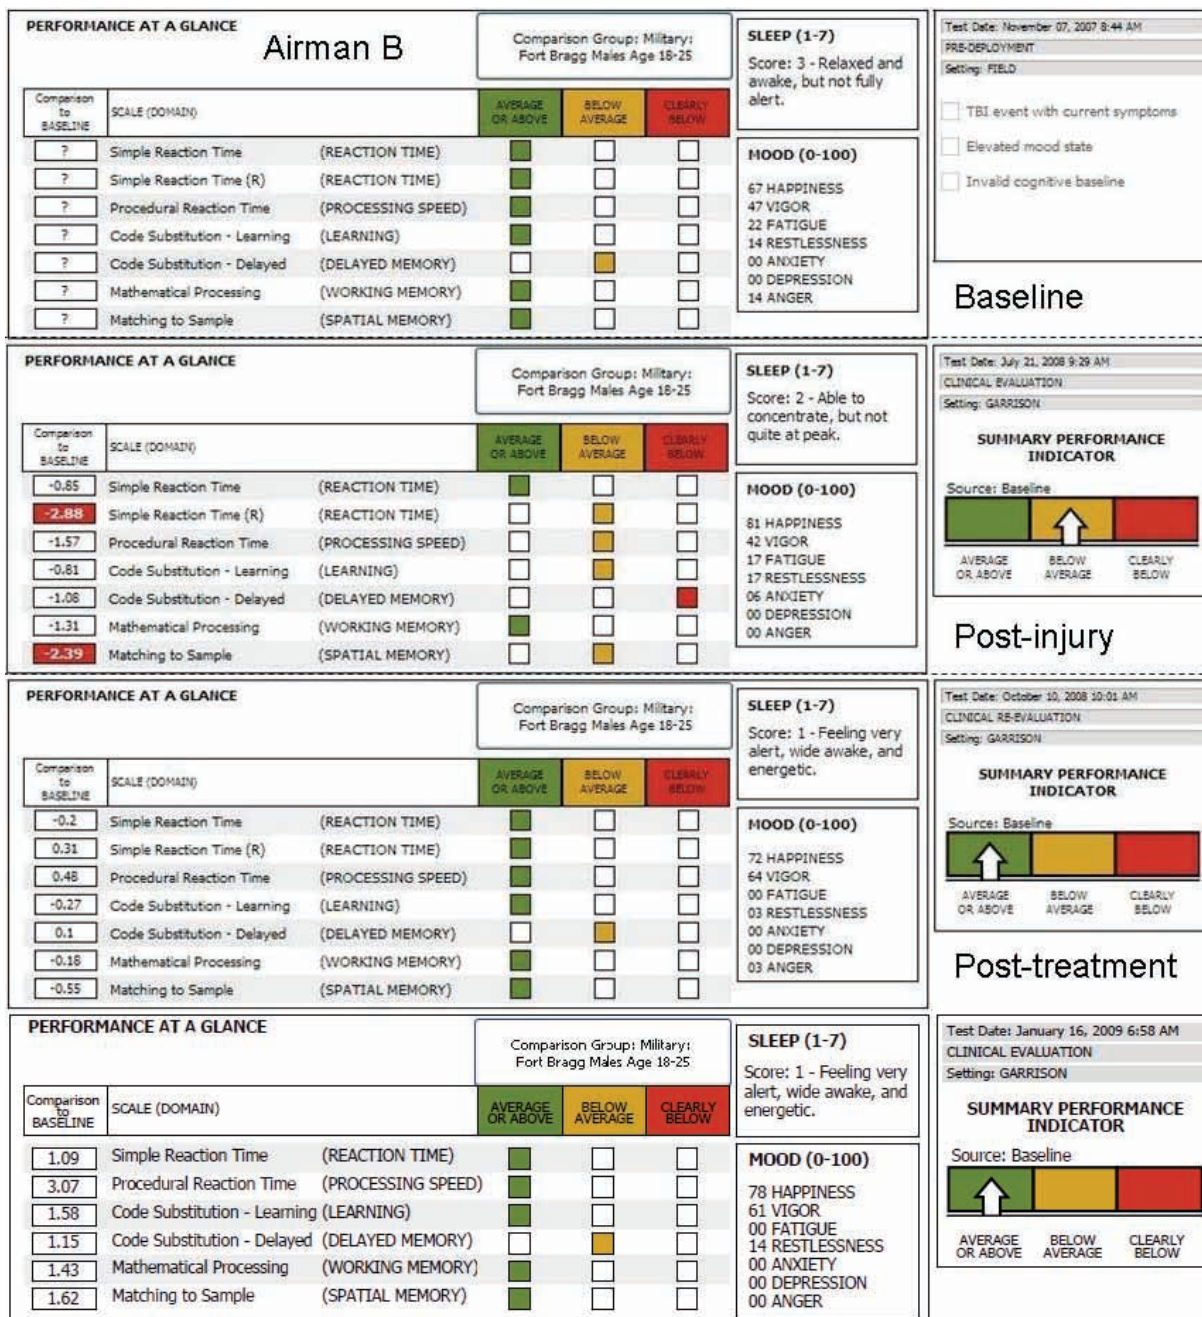 PERFORMANCE AT A GLANCE
Airman B
Comparison Group: Military:
Fort Bragg Males Age 18-25
SLEEP (1-7)
Score: 3 - Relaxed and
awake, but not fully
alert.
Test Date: November 07, 2007 8:44 AM
PRE-DEPLOYMENT
Setting: FIELD
TBI event with current symptoms
Elevated mood state
Invalid cognitive baseline
Comparison
to
BASELINE
SCALE (DOMAIN)
AVERAGE
OR ABOVE
BELOW
AVERAGE
CLEARLY
BELOW
? Simple Reaction Time (REACTION TIME)
? Simple Reaction Time (R) (REACTION TIME)
? Procedural Reaction Time (PROCESSING SPEED)
? Code Substitution - Learning (LEARNING)
? Code Substitution - Delayed (DELAYED MEMORY)
? Mathematical Processing (WORKING MEMORY)
? Matching to Sample (SPATIAL MEMORY)
MOOD (0-100)
67 HAPPINESS
47 VIGOR
22 FATIGUE
14 RESTLESSNESS
00 ANXIETY
00 DEPRESSION
14 ANGER
Baseline
PERFORMANCE AT A GLANCE
Comparison Group: Military:
Fort Bragg Males Age 18-25
SLEEP (1-7)
Score: 2 - Able to
concentrate, but not
quite at peak.
Test Date: July 21, 2008 9:29 AM
CLINICAL EVALUATION
Setting: GARRISON
SUMMARY PERFORMANCE
INDICATOR
Source: Baseline
AVERAGE
OR ABOVE
BELOW
AVERAGE
CLEARLY
BELOW
Comparison
to
BASELINE
SCALE (DOMAIN)
AVERAGE
OR ABOVE
BELOW
AVERAGE
CLEARLY
BELOW
-0.85 Simple Reaction Time (REACTION TIME)
-2.88 Simple Reaction Time (R) (REACTION TIME)
-1.57 Procedural Reaction Time (PROCESSING SPEED)
-0.81 Code Substitution - Learning (LEARNING)
-1.08 Code Substitution - Delayed (DELAYED MEMORY)
-1.31 Mathematical Processing (WORKING MEMORY)
-2.39 Matching to Sample (SPATIAL MEMORY)
MOOD (0-100)
81 HAPPINESS
42 VIGOR
17 FATIGUE
17 RESTLESSNESS
06 ANXIETY
00 DEPRESSION
00 ANGER
Post-injury
PERFORMANCE AT A GLANCE
Comparison Group: Military:
Fort Bragg Males Age 18-25
SLEEP (1-7)
Score: 1 - Feeling very
alert, wide awake, and
energetic.
Test Date: October 10, 2008 10:01 AM
CLINICAL RE-EVALUATION
Setting: GARRISON
SUMMARY PERFORMANCE
INDICATOR
Source: Baseline
AVERAGE
OR ABOVE
BELOW
AVERAGE
CLEARLY
BELOW
Comparison
to
BASELINE
SCALE (DOMAIN)
AVERAGE
OR ABOVE
BELOW
AVERAGE
CLEARLY
BELOW
-0.2 Simple Reaction Time (REACTION TIME)
0.31 Simple Reaction Time (R) (REACTION TIME)
0.48 Procedural Reaction Time (PROCESSING SPEED)
-0.27 Code Substitution - Learning (LEARNING)
0.1 Code Substitution - Delayed (DELAYED MEMORY)
-0.18 Mathematical Processing (WORKING MEMORY)
-0.55 Matching to Sample (SPATIAL MEMORY)
MOOD (0-100)
72 HAPPINESS
64 VIGOR
00 FATIGUE
03 RESTLESSNESS
00 ANXIETY
00 DEPRESSION
03 ANGER
Post-treatment
PERFORMANCE AT A GLANCE
Comparison Group: Military:
Fort Bragg Males Age 18-25
SLEEP (1-7)
Score: 1 - Feeling very
alert, wide awake, and
energetic.
Test Date: January 16, 2009 6:58 AM
CLINICAL EVALUATION
Setting: GARRISON
SUMMARY PERFORMANCE
INDICATOR
Source: Baseline
AVERAGE
OR ABOVE
BELOW
AVERAGE
CLEARLY
BELOW
Comparison
to
BASELINE
SCALE (DOMAIN)
AVERAGE
OR ABOVE
BELOW
AVERAGE
CLEARLY
BELOW
1.09 Simple Reaction Time (REACTION TIME)
3.07 Procedural Reaction Time (PROCESSING SPEED)
1.58 Code Substitution - Learning (LEARNING)
1.15 Code Substitution - Delayed (DELAYED MEMORY)
1.43 Mathematical Processing (WORKING MEMORY)
1.62 Matching to Sample (SPATIAL MEMORY)
MOOD (0-100)
78 HAPPINESS
61 VIGOR
00 FATIGUE
14 RESTLESSNESS
00 ANXIETY
00 DEPRESSION
00 ANGER